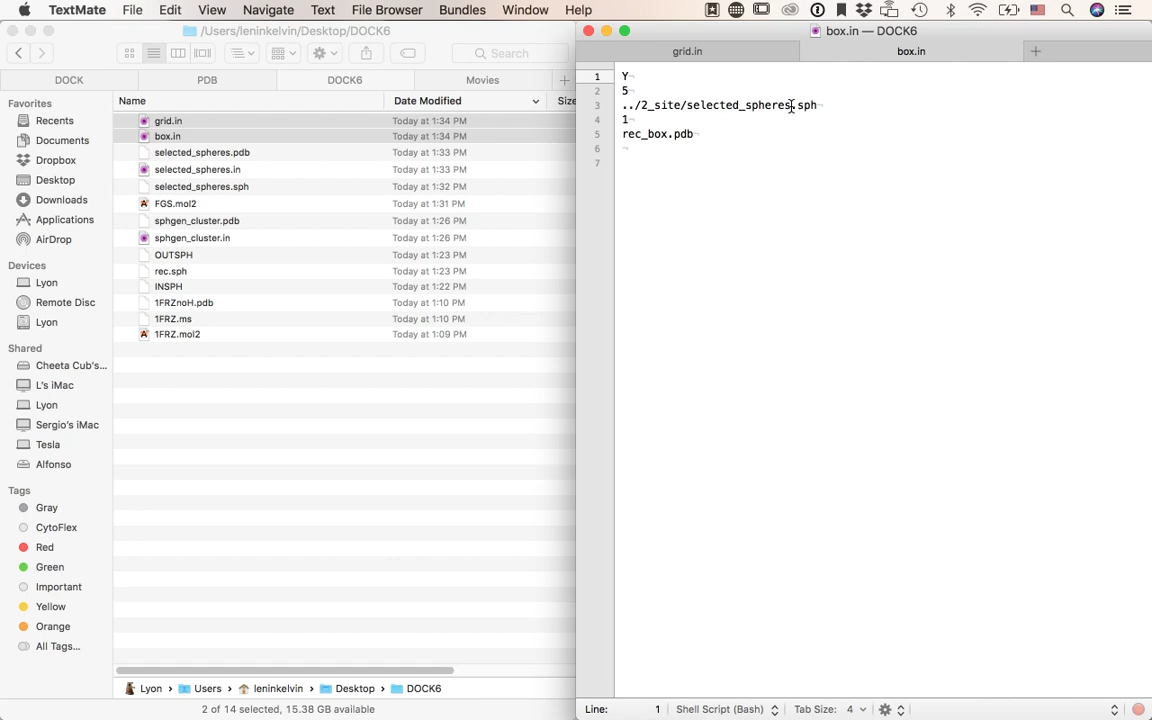 TextMate File Edit View Navigate Text File Browser Bundles Window Help
/Users/leninkelvin/Desktop/DOCK6
Search
DOCK PDB DOCK6 Movies
Name Date Modified Size
Favorites
Recents
Documents
Dropbox
Desktop
Downloads
Applications
AirDrop
Devices
Lyon
Remote Disc
Lyon
Shared
Cheeta Cub's...
L's iMac
Lyon
Sergio's iMac
Tesla
Alfonso
Tags
Gray
CytoFlex
Red
Green
Important
Yellow
Orange
All Tags...
grid.in Today at 1:34 PM
box.in Today at 1:34 PM
selected_spheres.pdb Today at 1:33 PM
selected_spheres.in Today at 1:33 PM
selected_spheres.sph Today at 1:32 PM
FGS.mol2 Today at 1:31 PM
sphgen_cluster.pdb Today at 1:26 PM
sphgen_cluster.in Today at 1:26 PM
OUTSPH Today at 1:23 PM
rec.sph Today at 1:23 PM
INSPH Today at 1:22 PM
1FRZnoH.pdb Today at 1:10 PM
1FRZ.ms Today at 1:10 PM
1FRZ.mol2 Today at 1:09 PM
Lyon › Users › leninkelvin › Desktop › DOCK6
2 of 14 selected, 15.38 GB available
box.in — DOCK6
grid.in box.in
1 Y
2 5
3 ../2_site/selected_spheres.sph
4 1
5 rec_box.pdb
6
7
Line: 1 Shell Script (Bash) Tab Size: 4